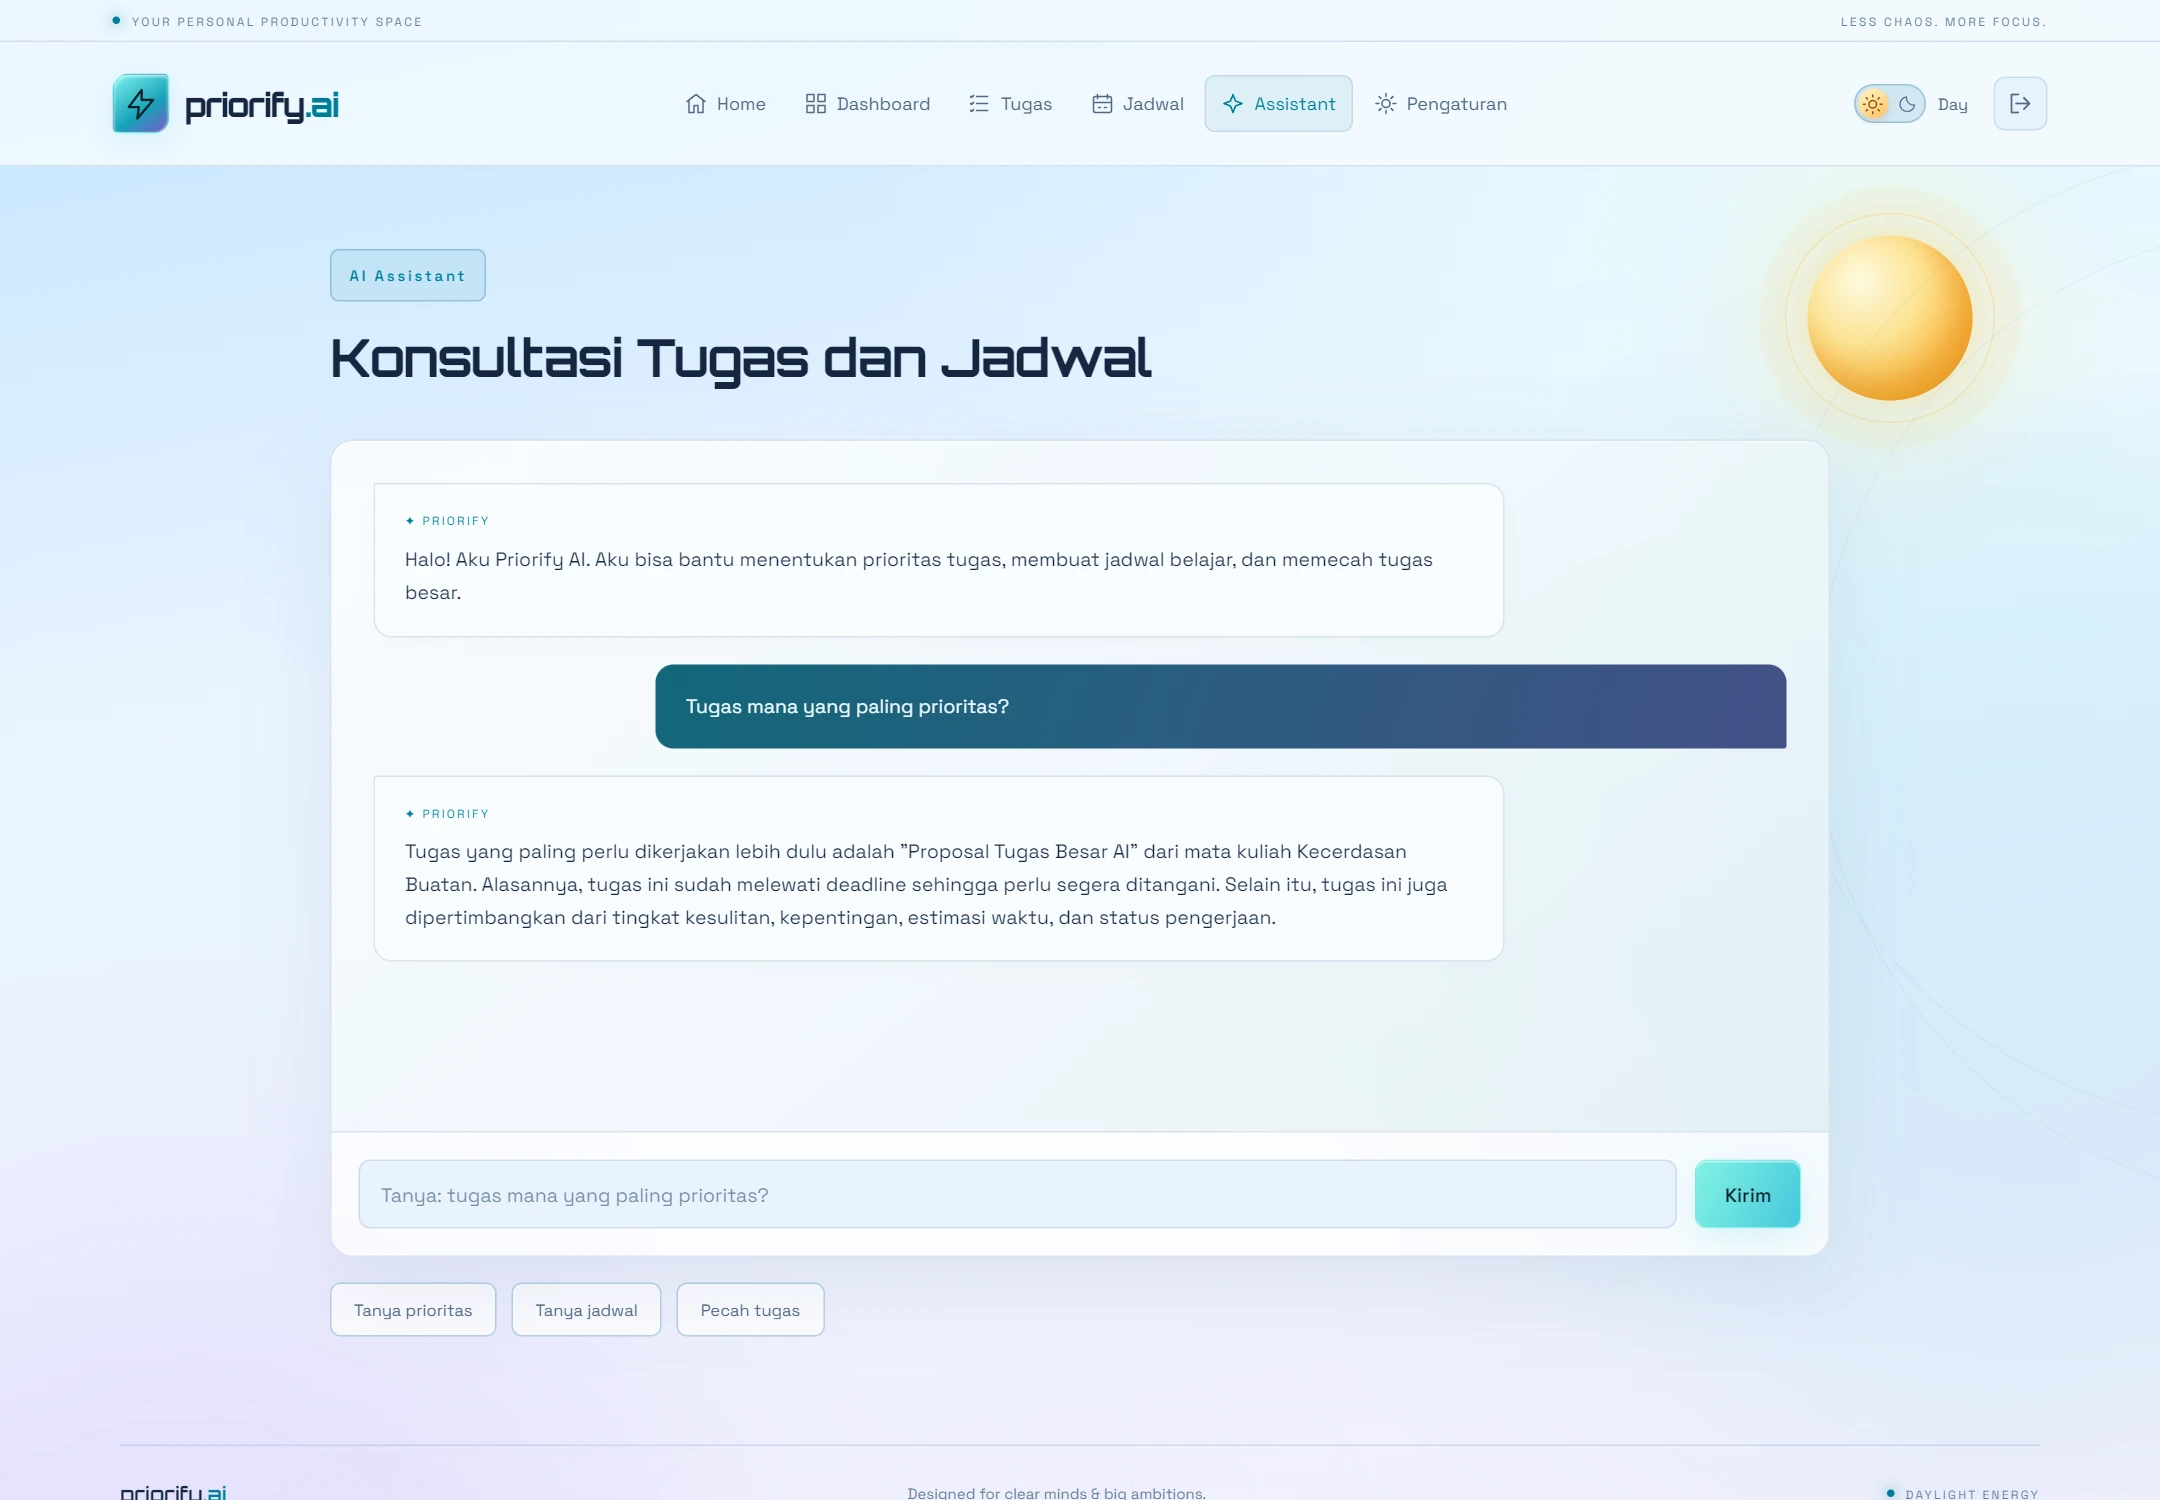 YOUR PERSONAL PRODUCTIVITY SPACE
LESS CHAOS. MORE FOCUS.
priorify.ai
Home
Dashboard
Tugas
Jadwal
Assistant
Pengaturan
Day
AI Assistant
Konsultasi Tugas dan Jadwal
✦ PRIORIFY
Halo! Aku Priorify AI. Aku bisa bantu menentukan prioritas tugas, membuat jadwal belajar, dan memecah tugas
besar.
Tugas mana yang paling prioritas?
✦ PRIORIFY
Tugas yang paling perlu dikerjakan lebih dulu adalah "Proposal Tugas Besar AI" dari mata kuliah Kecerdasan
Buatan. Alasannya, tugas ini sudah melewati deadline sehingga perlu segera ditangani. Selain itu, tugas ini juga
dipertimbangkan dari tingkat kesulitan, kepentingan, estimasi waktu, dan status pengerjaan.
Tanya: tugas mana yang paling prioritas?
Kirim
Tanya prioritas
Tanya jadwal
Pecah tugas
priorify.ai
Designed for clear minds & big ambitions.
DAYLIGHT ENERGY